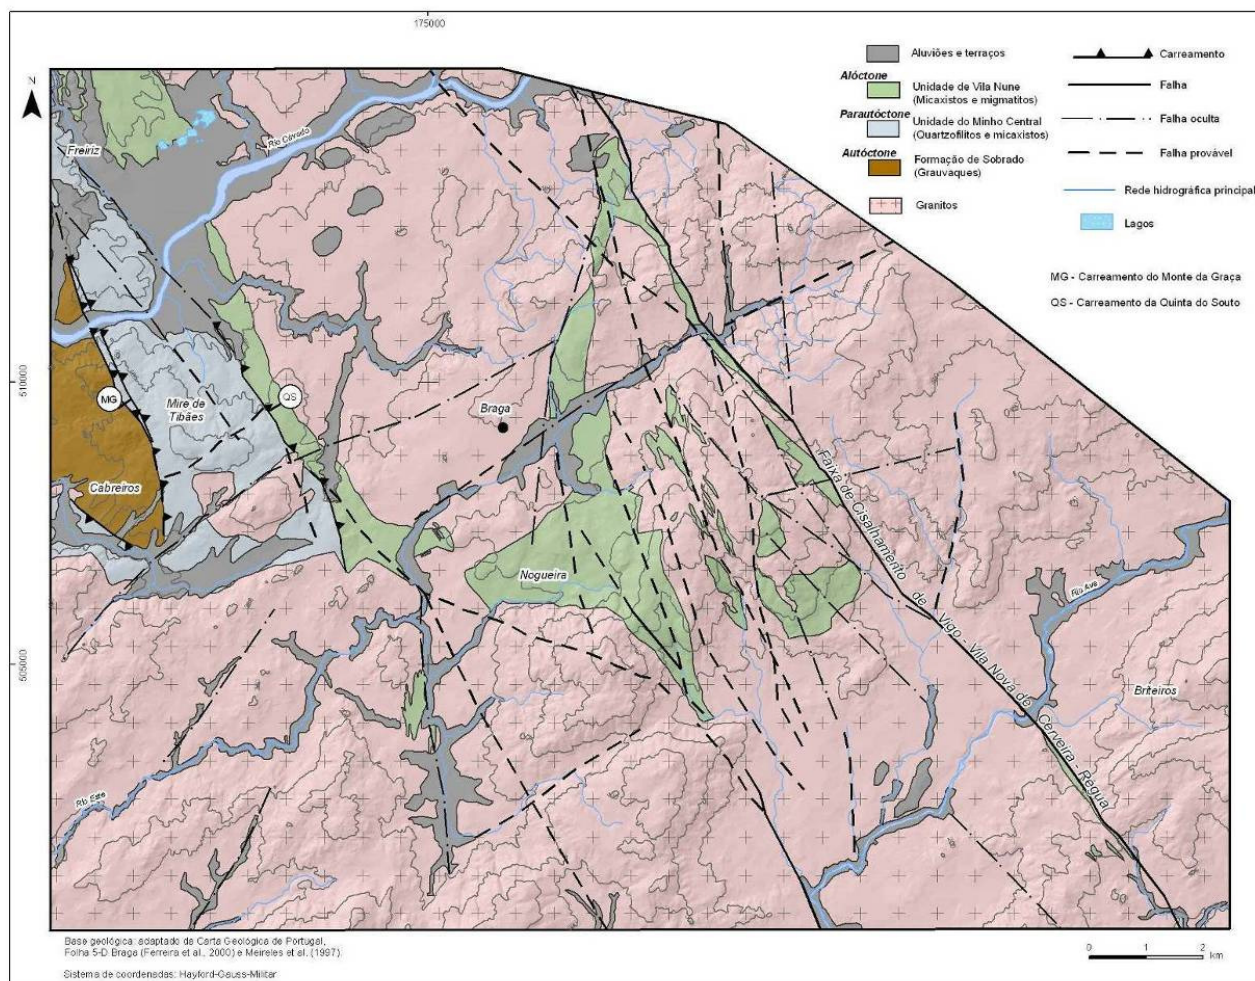 175000
N
Aluviões e terraços
Alóctone
Unidade de Vila Nune
(Micaxistos e migmatitos)
Parautóctone
Unidade do Minho Central
(Quartzofilitos e micaxistos)
Autóctone
Formação de Sobrado
(Grauvaques)
Granitos
Carreamento
Falha
Falha oculta
Falha provável
Rede hidrográfica principal
Lagos
MG - Carreamento do Monte da Graça
QS - Carreamento da Quinta do Souto
Freiriz
Rio Cávado
510000
MG
Mire de
Tibães
QS
Braga
Cabreiros
Nogueira
Faixa de Cisalhamento de Vigo - Vila Nova de Cerveira - Régua
Rio Ave
505000
Briteiros
Rio Este
Base geológica: adaptado da Carta Geológica de Portugal,
Folha 5-D Braga (Ferreira et al., 2000) e Meireles et al. (1997).
Sistema de coordenadas: Hayford-Gauss-Militar
0 1 2
km